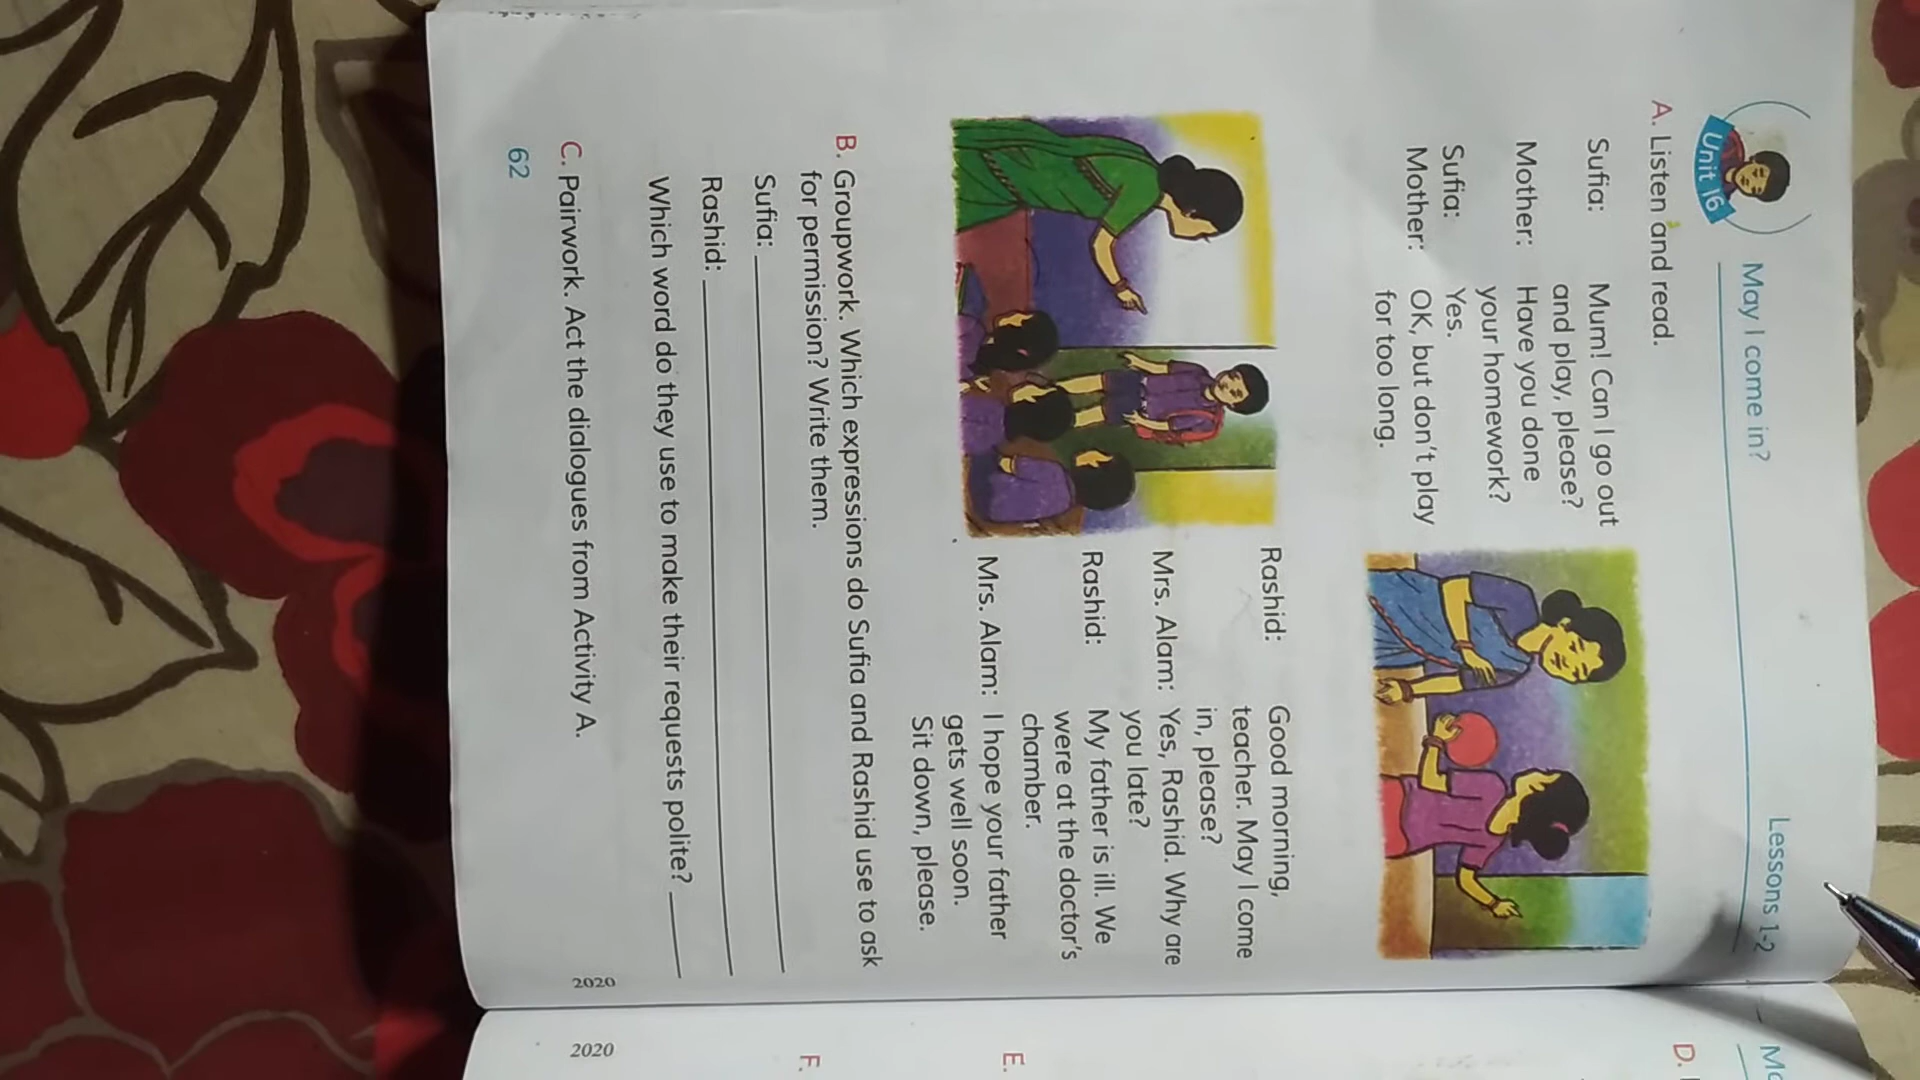 Unit 16
May I come in?
Lessons 1-2
A. Listen and read.
Sufia: Mum! Can I go out
and play, please?
Mother: Have you done
your homework?
Sufia: Yes.
Mother: OK, but don't play
for too long.
Rashid: Good morning,
teacher. May I come
in, please?
Mrs. Alam: Yes, Rashid. Why are
you late?
Rashid: My father is ill. We
were at the doctor's
chamber.
Mrs. Alam: I hope your father
gets well soon.
Sit down, please.
B. Groupwork. Which expressions do Sufia and Rashid use to ask
for permission? Write them.
Sufia:
Rashid:
Which word do they use to make their requests polite?
C. Pairwork. Act the dialogues from Activity A.
62
2020
D.
E.
F.
2020